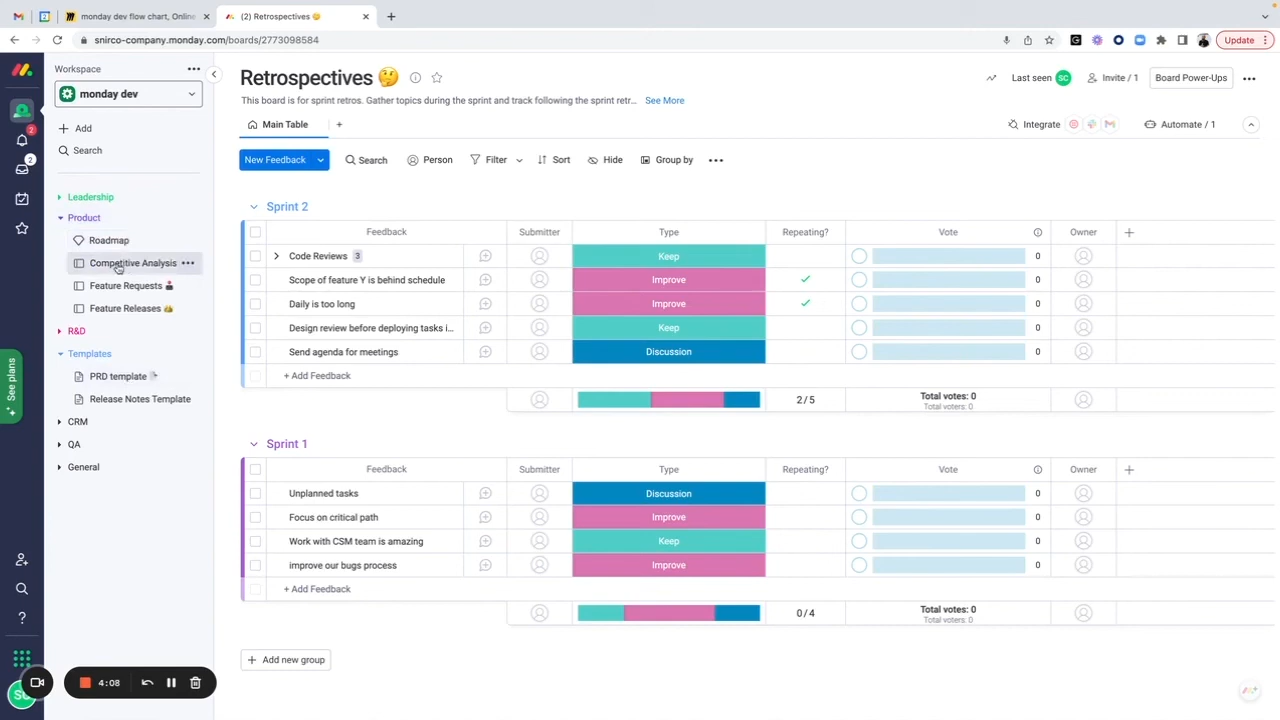 monday dev flow chart, Online
(2) Retrospectives
snirco-company.monday.com/boards/2773098584
Update
Workspace
monday dev
Add
Search
Leadership
Product
Roadmap
Competitive Analysis
Feature Requests
Feature Releases
R&D
Templates
PRD template
Release Notes Template
CRM
QA
General
2
2
See plans
SC
4:08
Retrospectives
This board is for sprint retros. Gather topics during the sprint and track following the sprint retr... See More
Last seen SC
Invite / 1
Board Power-Ups
Main Table
Integrate
Automate / 1
New Feedback
Search
Person
Filter
Sort
Hide
Group by
Sprint 2
Feedback Submitter Type Repeating? Vote Owner
Code Reviews 3 Keep 0
Scope of feature Y is behind schedule Improve 0
Daily is too long Improve 0
Design review before deploying tasks i... Keep 0
Send agenda for meetings Discussion 0
+ Add Feedback
2 / 5 Total votes: 0
Total voters: 0
Sprint 1
Feedback Submitter Type Repeating? Vote Owner
Unplanned tasks Discussion 0
Focus on critical path Improve 0
Work with CSM team is amazing Keep 0
improve our bugs process Improve 0
+ Add Feedback
0 / 4 Total votes: 0
Total voters: 0
Add new group